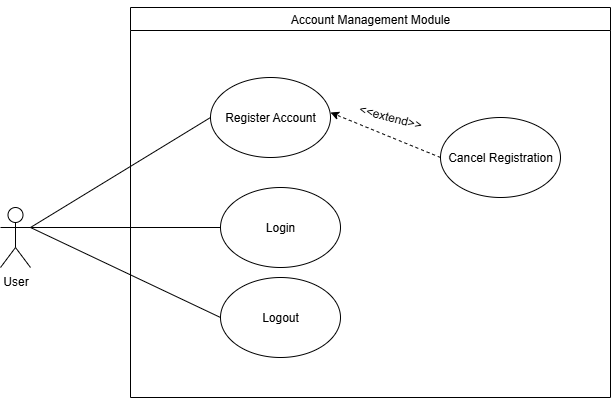 Account Management Module
Register Account
<<extend>>
Cancel Registration
Login
User
Logout